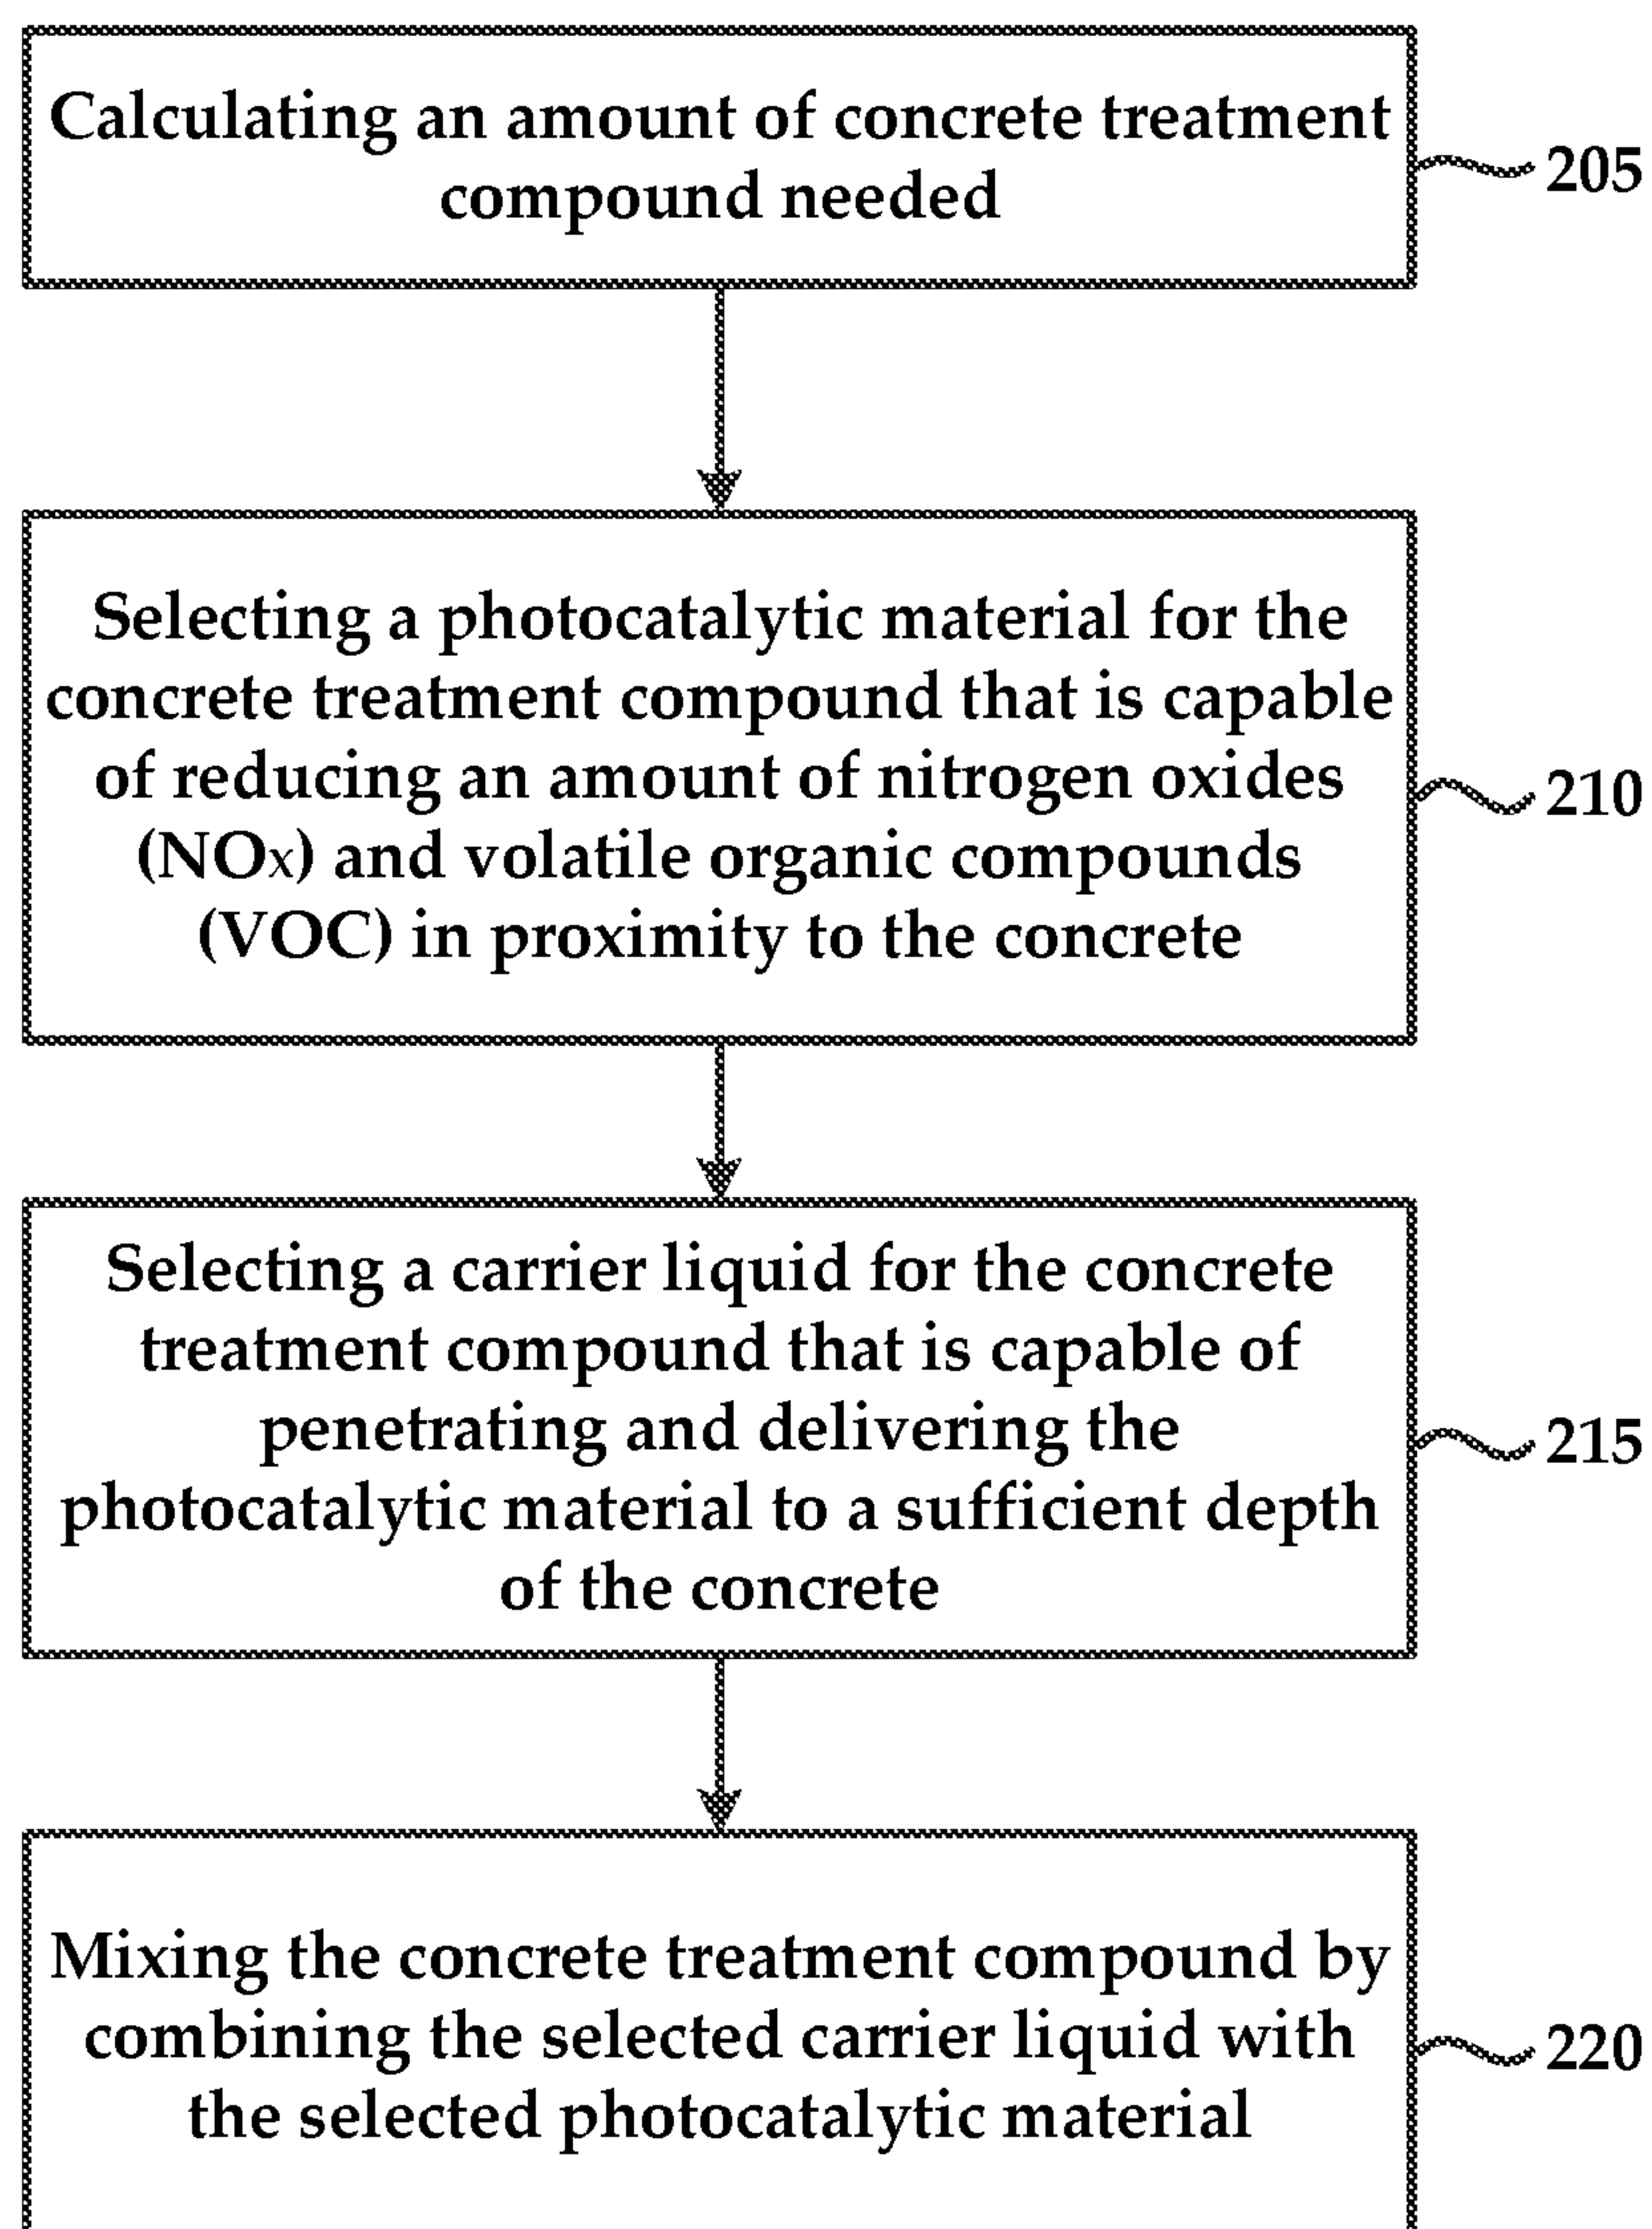 Calculating an amount of concrete treatment
compound needed
205
Selecting a photocatalytic material for the
concrete treatment compound that is capable
of reducing an amount of nitrogen oxides
(NOx) and volatile organic compounds
(VOC) in proximity to the concrete
210
Selecting a carrier liquid for the concrete
treatment compound that is capable of
penetrating and delivering the
photocatalytic material to a sufficient depth
of the concrete
215
Mixing the concrete treatment compound by
combining the selected carrier liquid with
the selected photocatalytic material
220